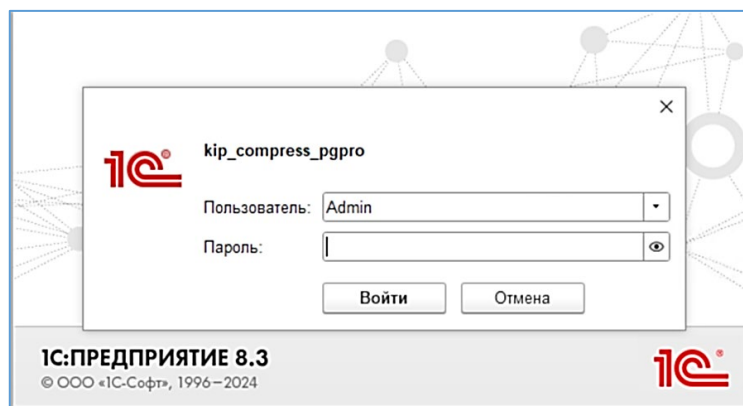 1С®
kip_compress_pgpro
Пользователь: Admin
Пароль:
Войти Отмена
1С:ПРЕДПРИЯТИЕ 8.3
© ООО «1С-Софт», 1996–2024
1С®